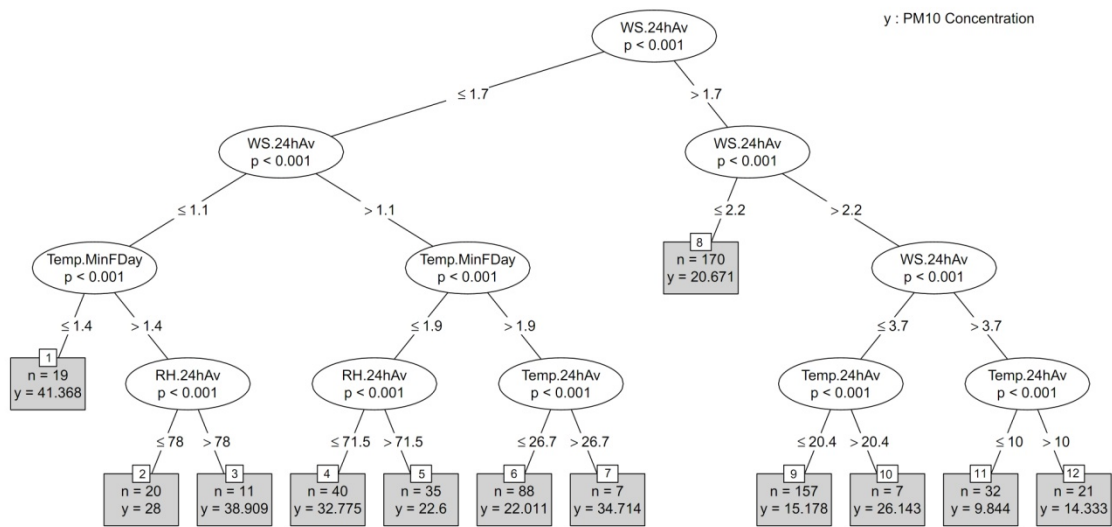 y : PM10 Concentration
WS.24hAv
p < 0.001
≤ 1.7
> 1.7
WS.24hAv
p < 0.001
WS.24hAv
p < 0.001
≤ 1.1
> 1.1
≤ 2.2
> 2.2
Temp.MinFDay
p < 0.001
Temp.MinFDay
p < 0.001
8
n = 170
y = 20.671
WS.24hAv
p < 0.001
≤ 1.4
> 1.4
≤ 1.9
> 1.9
≤ 3.7
> 3.7
1
n = 19
y = 41.368
RH.24hAv
p < 0.001
RH.24hAv
p < 0.001
Temp.24hAv
p < 0.001
Temp.24hAv
p < 0.001
Temp.24hAv
p < 0.001
≤ 78
> 78
≤ 71.5
> 71.5
≤ 26.7
> 26.7
≤ 20.4
> 20.4
≤ 10
> 10
2
n = 20
y = 28
3
n = 11
y = 38.909
4
n = 40
y = 32.775
5
n = 35
y = 22.6
6
n = 88
y = 22.011
7
n = 7
y = 34.714
9
n = 157
y = 15.178
10
n = 7
y = 26.143
11
n = 32
y = 9.844
12
n = 21
y = 14.333